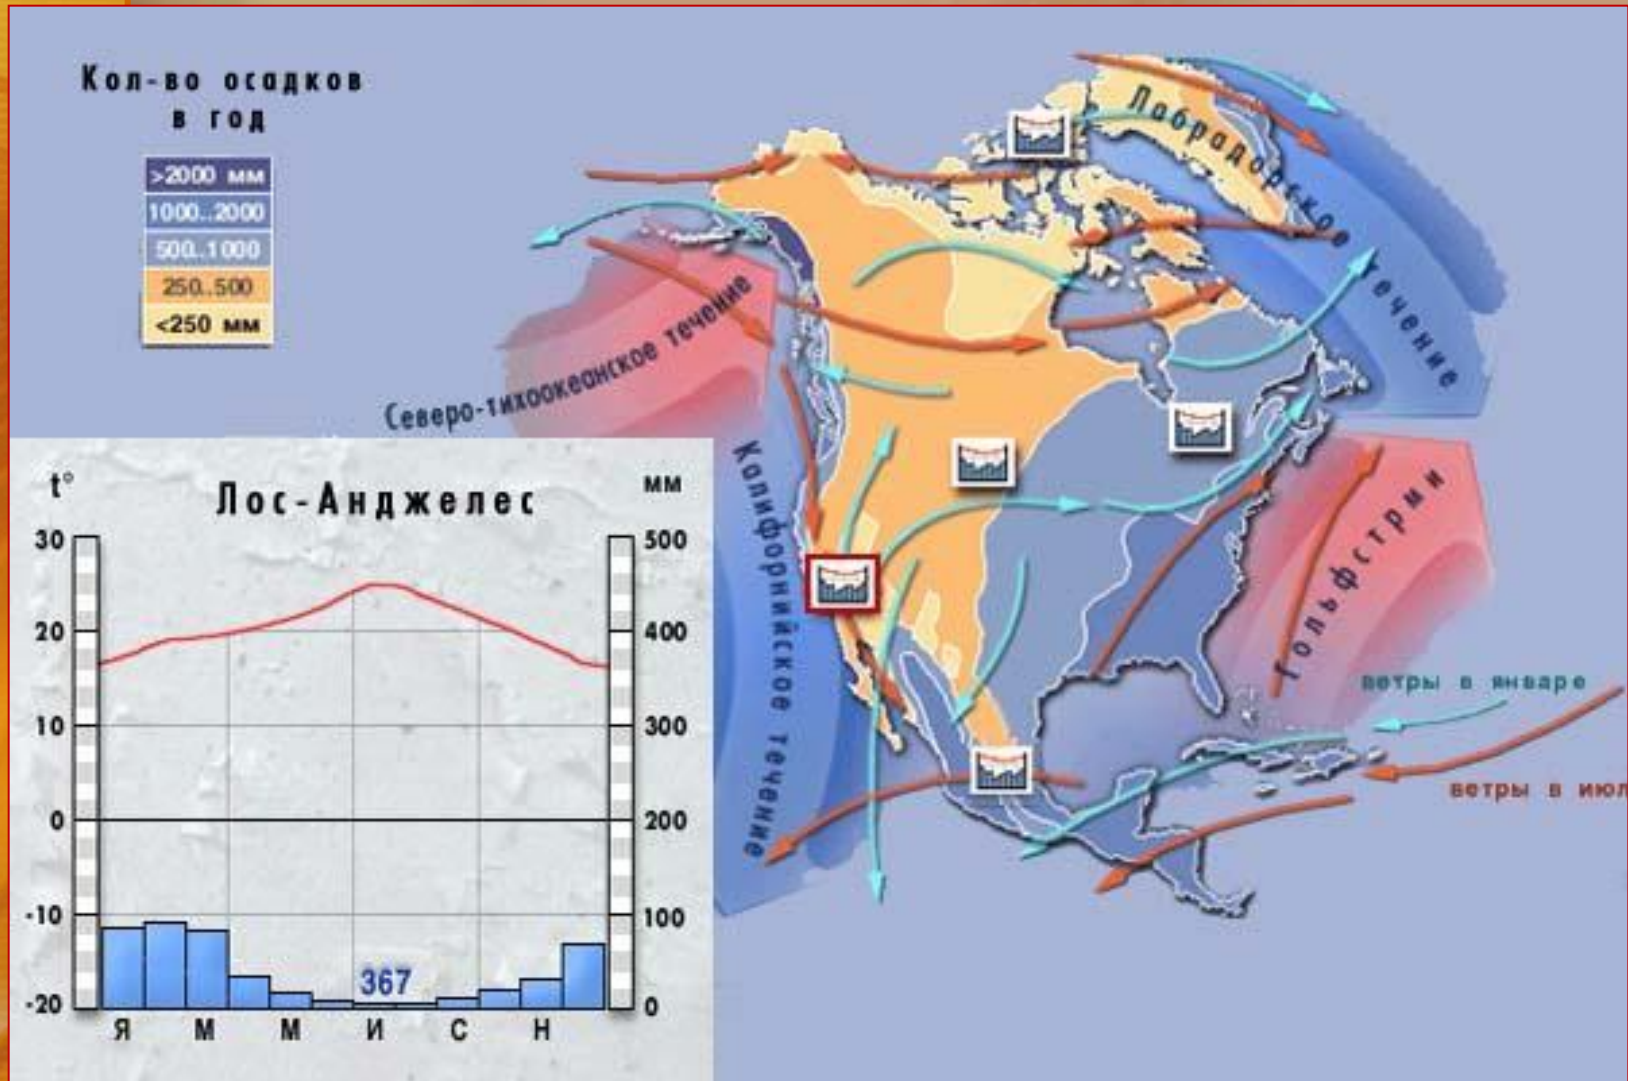 Кол-во осадков
в год
>2000 мм
1000..2000
500..1000
250..500
<250 мм
Лабрадорское течение
Северо-тихоокеанское течение
Калифорнийское течение
Гольфстрми
ветры в январе
ветры в июл
t°
Лос-Анджелес
мм
30
500
20
400
10
300
0
200
-10
100
367
-20
0
Я М М И С Н